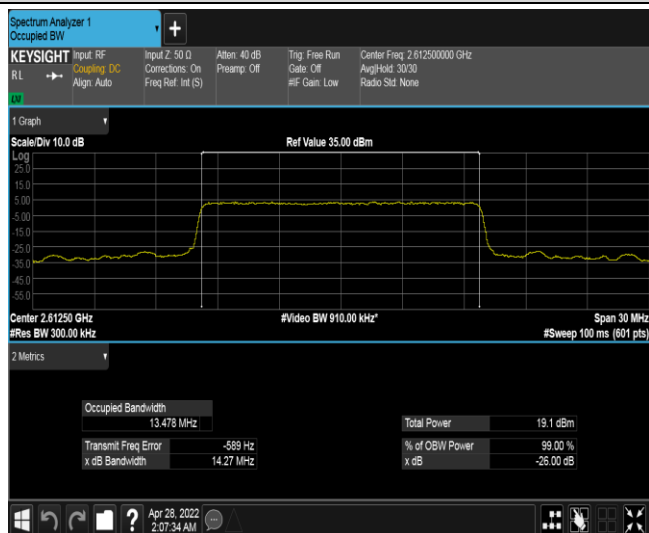 Spectrum Analyzer 1
Occupied BW
KEYSIGHT
RL
LM
Input: RF
Coupling: DC
Align: Auto
Input Z: 50 Ω
Corrections: On
Freq Ref: Int (S)
Atten: 40 dB
Preamp: Off
Trig: Free Run
Gate: Off
#IF Gain: Low
Center Freq: 2.612500000 GHz
Avg|Hold: 30/30
Radio Std: None
1 Graph
Scale/Div 10.0 dB
Ref Value 35.00 dBm
Log
25.0
15.0
5.00
-5.00
-15.0
-25.0
-35.0
-45.0
-55.0
Center 2.61250 GHz
#Video BW 910.00 kHz*
Span 30 MHz
#Res BW 300.00 kHz
#Sweep 100 ms (601 pts)
2 Metrics
Occupied Bandwidth
13.478 MHz
Total Power 19.1 dBm
Transmit Freq Error -589 Hz
% of OBW Power 99.00 %
x dB Bandwidth 14.27 MHz
x dB -26.00 dB
Apr 28, 2022
2:07:34 AM